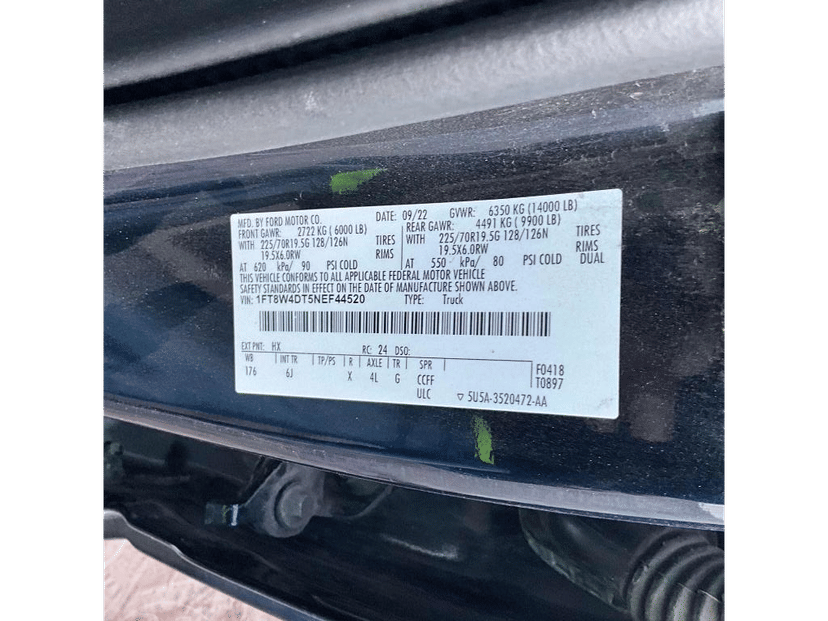 MFD. BY FORD MOTOR CO. DATE: 09/22 GVWR: 6350 KG (14000 LB)
FRONT GAWR: 2722 KG ( 6000 LB) REAR GAWR: 4491 KG ( 9900 LB)
WITH 225/70R19.5G 128/126N TIRES WITH 225/70R19.5G 128/126N TIRES
19.5X6.0RW RIMS 19.5X6.0RW RIMS
AT 620 kPa/ 90 PSI COLD AT 550 kPa/ 80 PSI COLD DUAL
THIS VEHICLE CONFORMS TO ALL APPLICABLE FEDERAL MOTOR VEHICLE
SAFETY STANDARDS IN EFFECT ON THE DATE OF MANUFACTURE SHOWN ABOVE.
VIN: 1FT8W4DT5NEF44520 TYPE: Truck
EXT PNT: HX RC: 24 DSO:
WB INT TR TP/PS R AXLE TR SPR F0418
176 6J X 4L G CCFF T0897
ULC ▽ 5U5A-3520472-AA